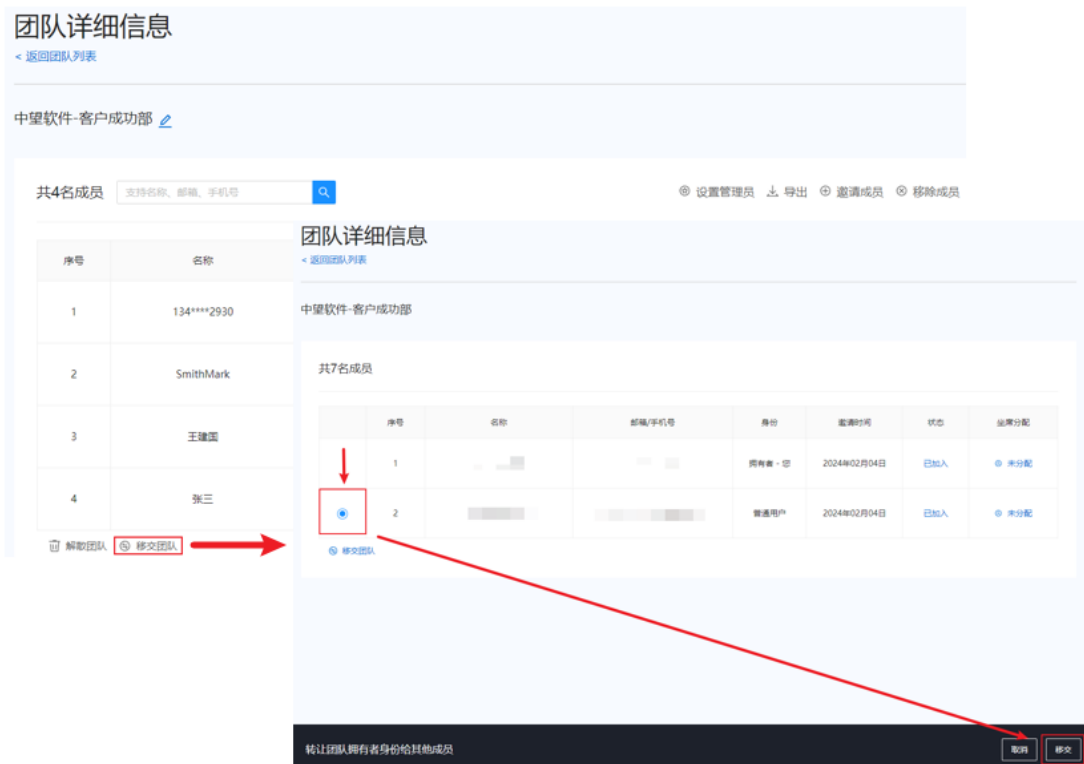 团队详细信息
< 返回团队列表
中望软件-客户成功部
共4名成员 支持名称、邮箱、手机号 设置管理员 导出 邀请成员 移除成员
序号 名称
1 134****2930
2 SmithMark
3 王建国
4 张三
解散团队 移交团队
团队详细信息
< 返回团队列表
中望软件-客户成功部
共7名成员
序号 名称 邮箱/手机号 身份 邀请时间 状态 坐席分配
1 拥有者 - 您 2024年02月04日 已加入 未分配
2 普通用户 2024年02月04日 已加入 未分配
移交团队
转让团队拥有者身份给其他成员 取消 移交